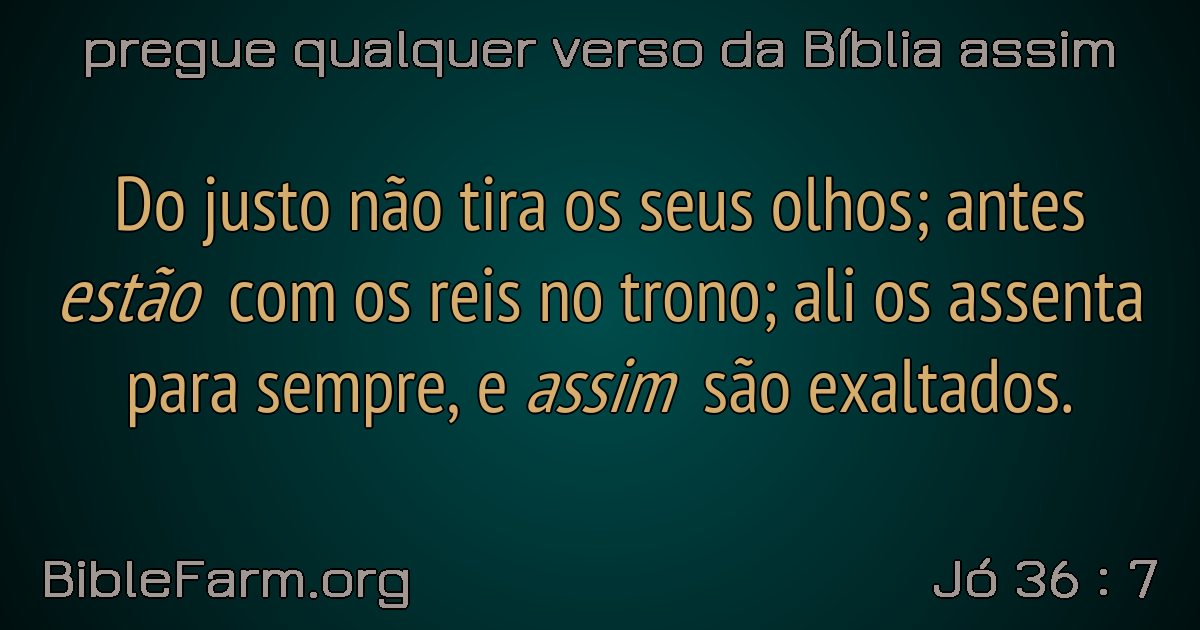 pregue qualquer verso da Bíblia assim
Do justo não tira os seus olhos; antes
estão com os reis no trono; ali os assenta
para sempre, e assim são exaltados.
BibleFarm.org
Jó 36 : 7